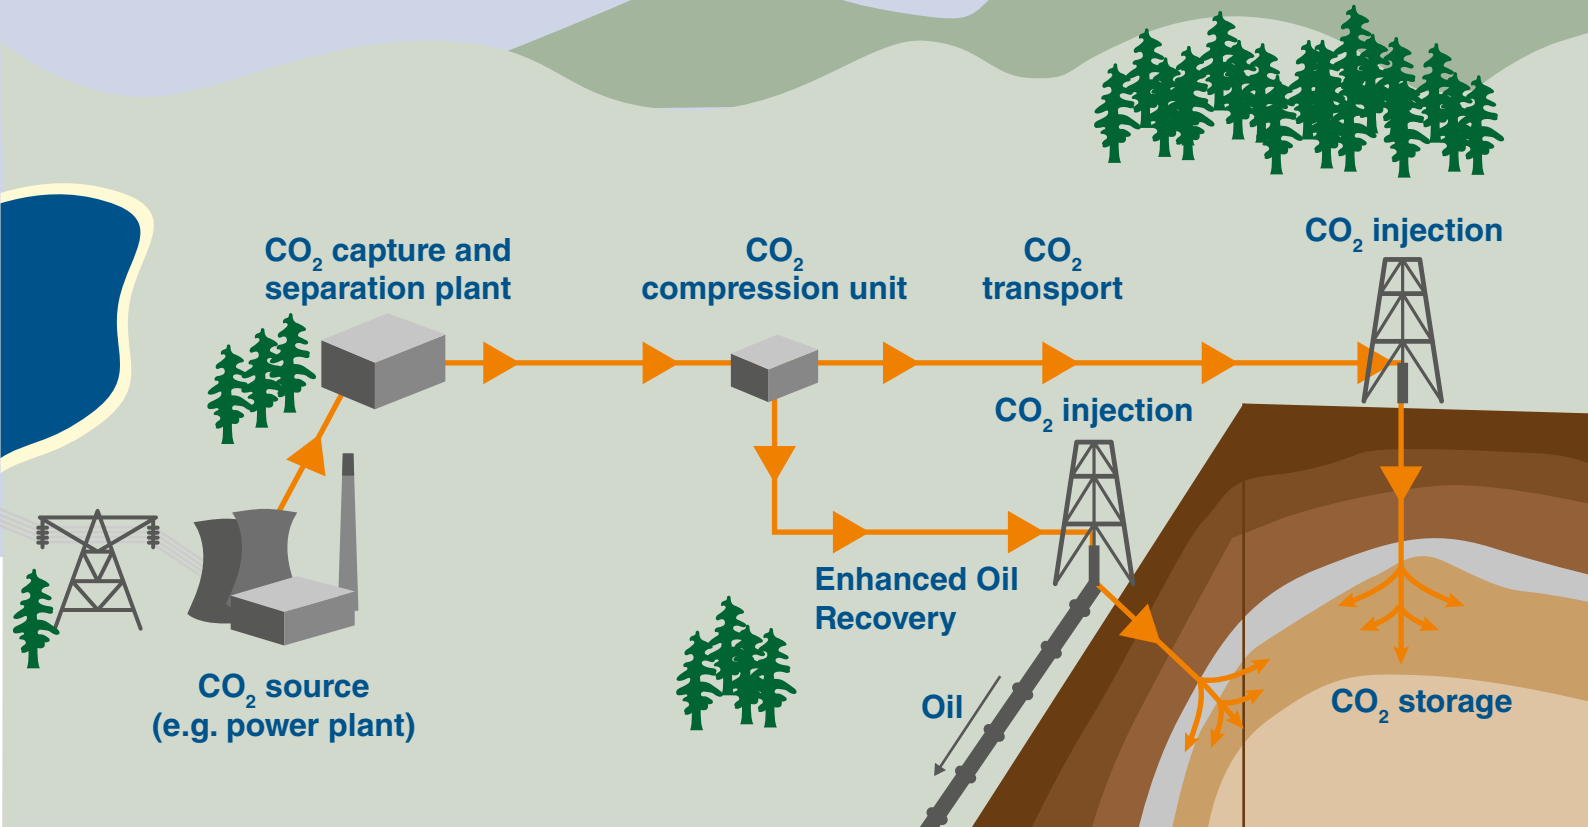 CO₂ capture and
separation plant
CO₂
compression unit
CO₂
transport
CO₂ injection
CO₂ injection
Enhanced Oil
Recovery
CO₂ source
(e.g. power plant)
Oil
CO₂ storage